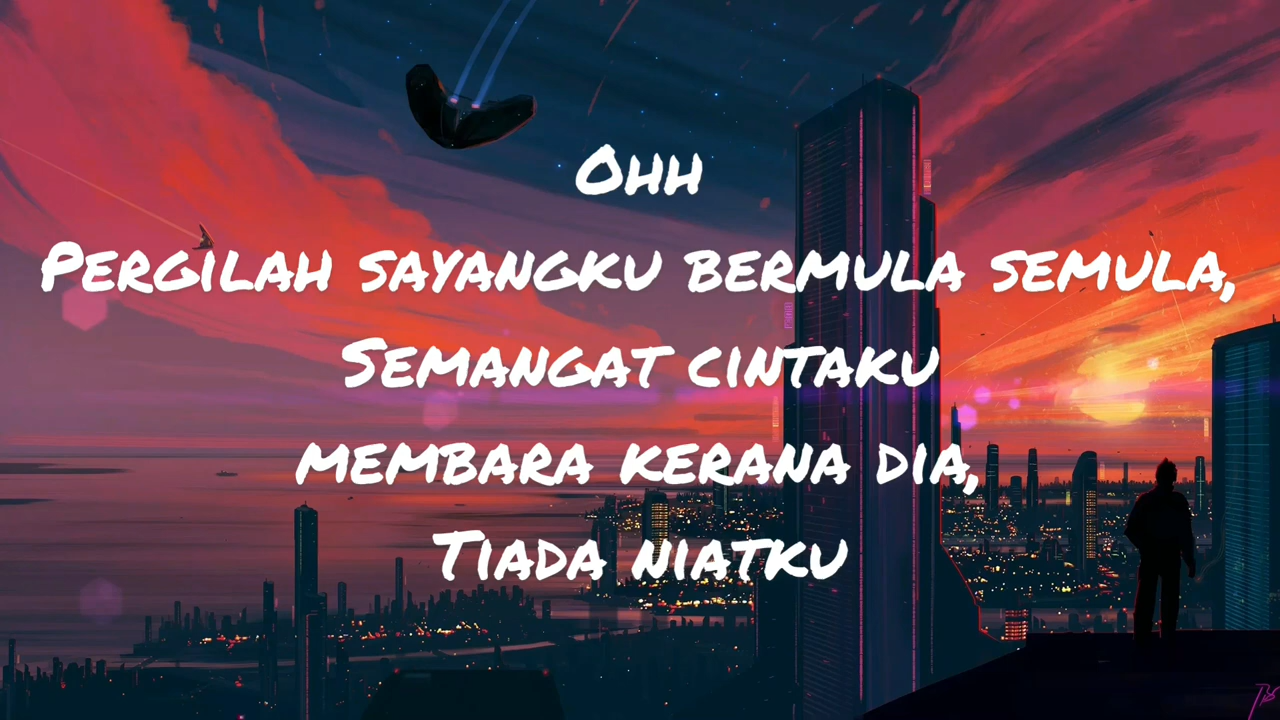 Ohh
Pergilah sayangku bermula semula,
Semangat cintaku
membara kerana dia,
Tiada niatku